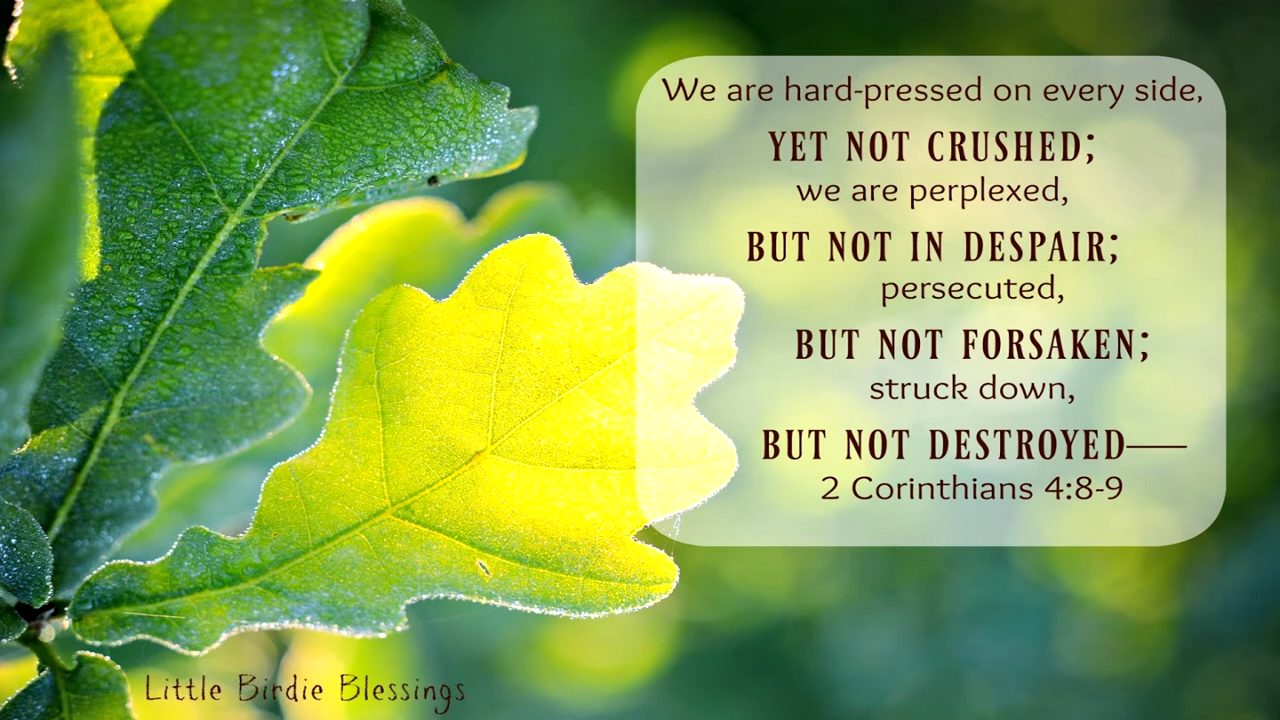 We are hard-pressed on every side,
YET NOT CRUSHED;
we are perplexed,
BUT NOT IN DESPAIR;
persecuted,
BUT NOT FORSAKEN;
struck down,
BUT NOT DESTROYED—
2 Corinthians 4:8-9
Little Birdie Blessings